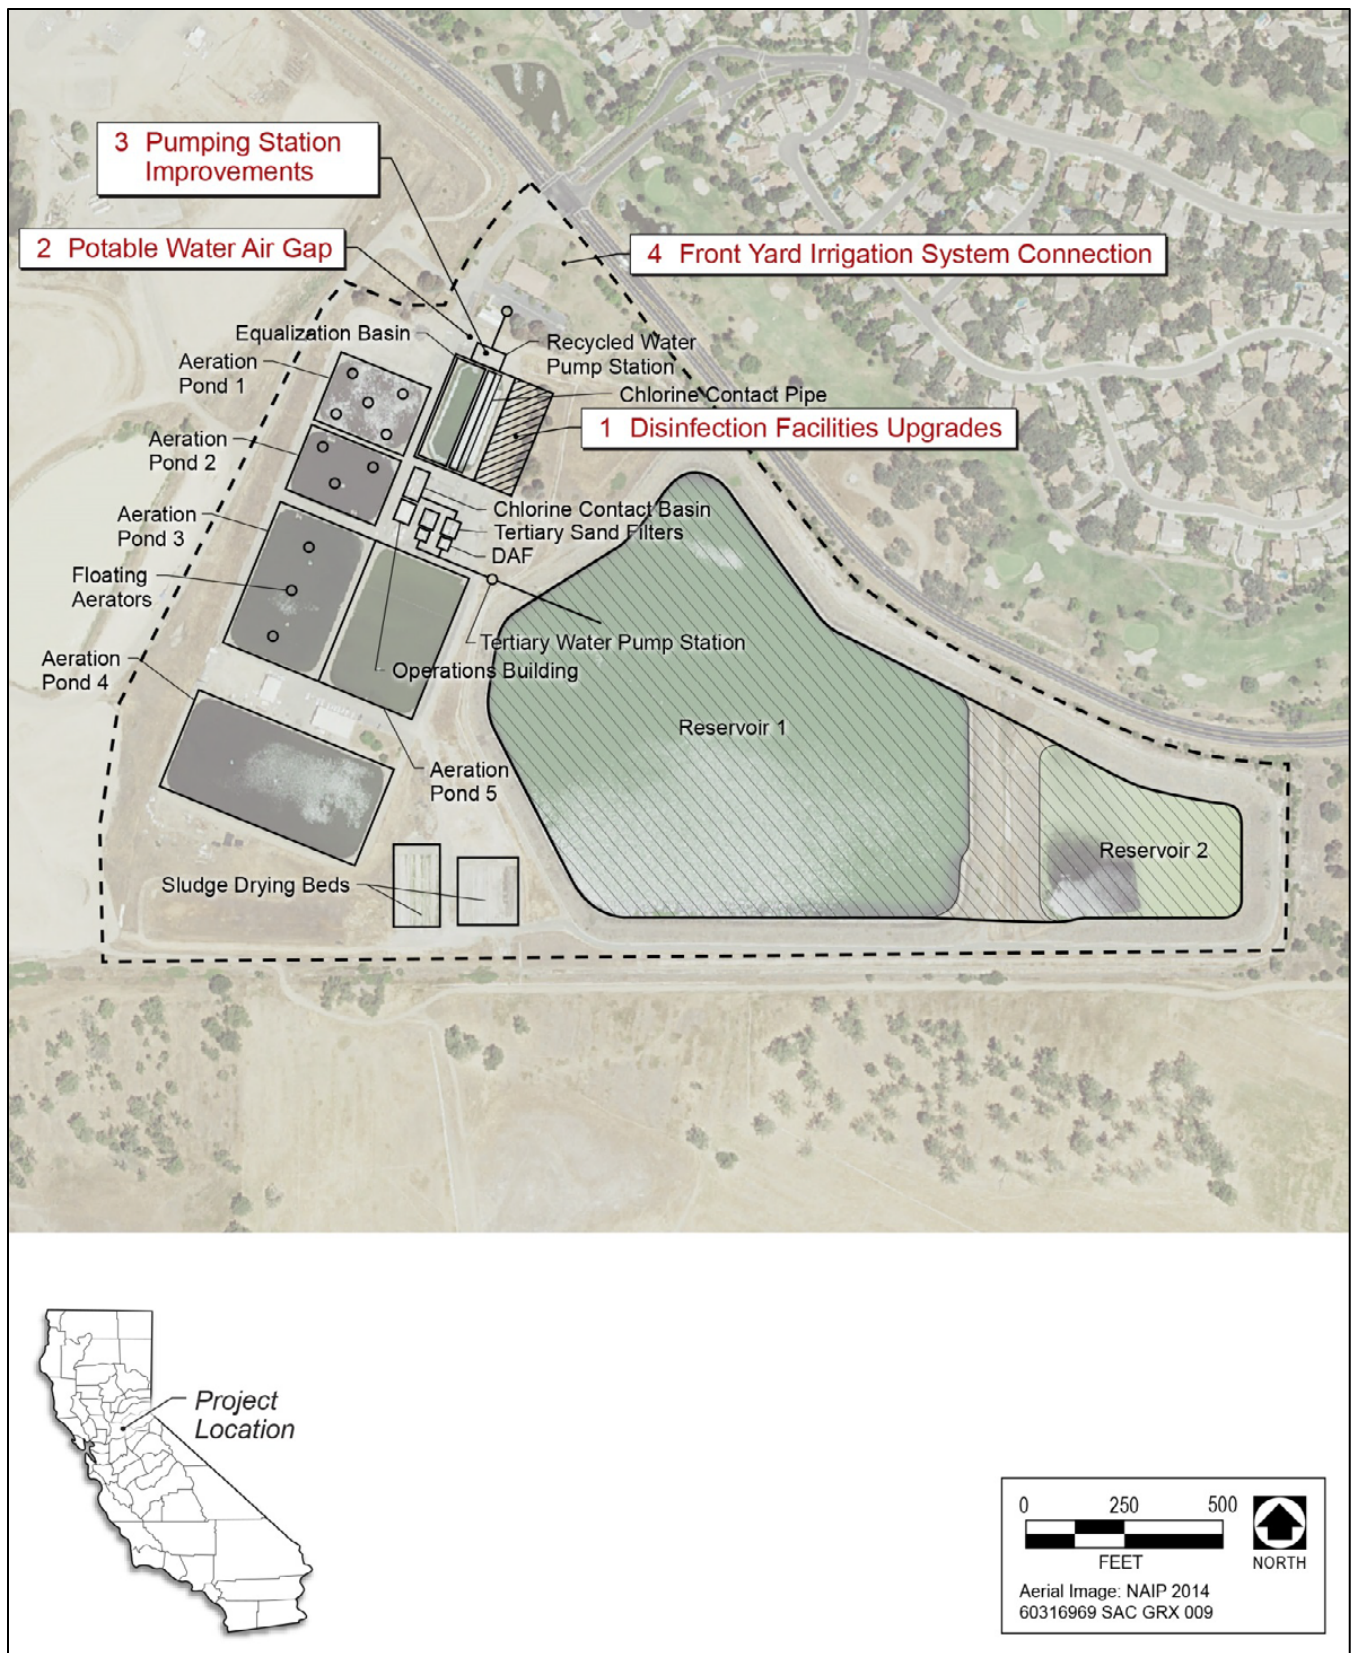 3 Pumping Station
Improvements
2 Potable Water Air Gap
4 Front Yard Irrigation System Connection
Equalization Basin
Recycled Water
Pump Station
Aeration
Pond 1
Chlorine Contact Pipe
1 Disinfection Facilities Upgrades
Aeration
Pond 2
Chlorine Contact Basin
Aeration
Pond 3
Tertiary Sand Filters
DAF
Floating
Aerators
Tertiary Water Pump Station
Aeration
Pond 4
Operations Building
Reservoir 1
Aeration
Pond 5
Reservoir 2
Sludge Drying Beds
Project
Location
0 250 500
FEET
NORTH
Aerial Image: NAIP 2014
60316969 SAC GRX 009